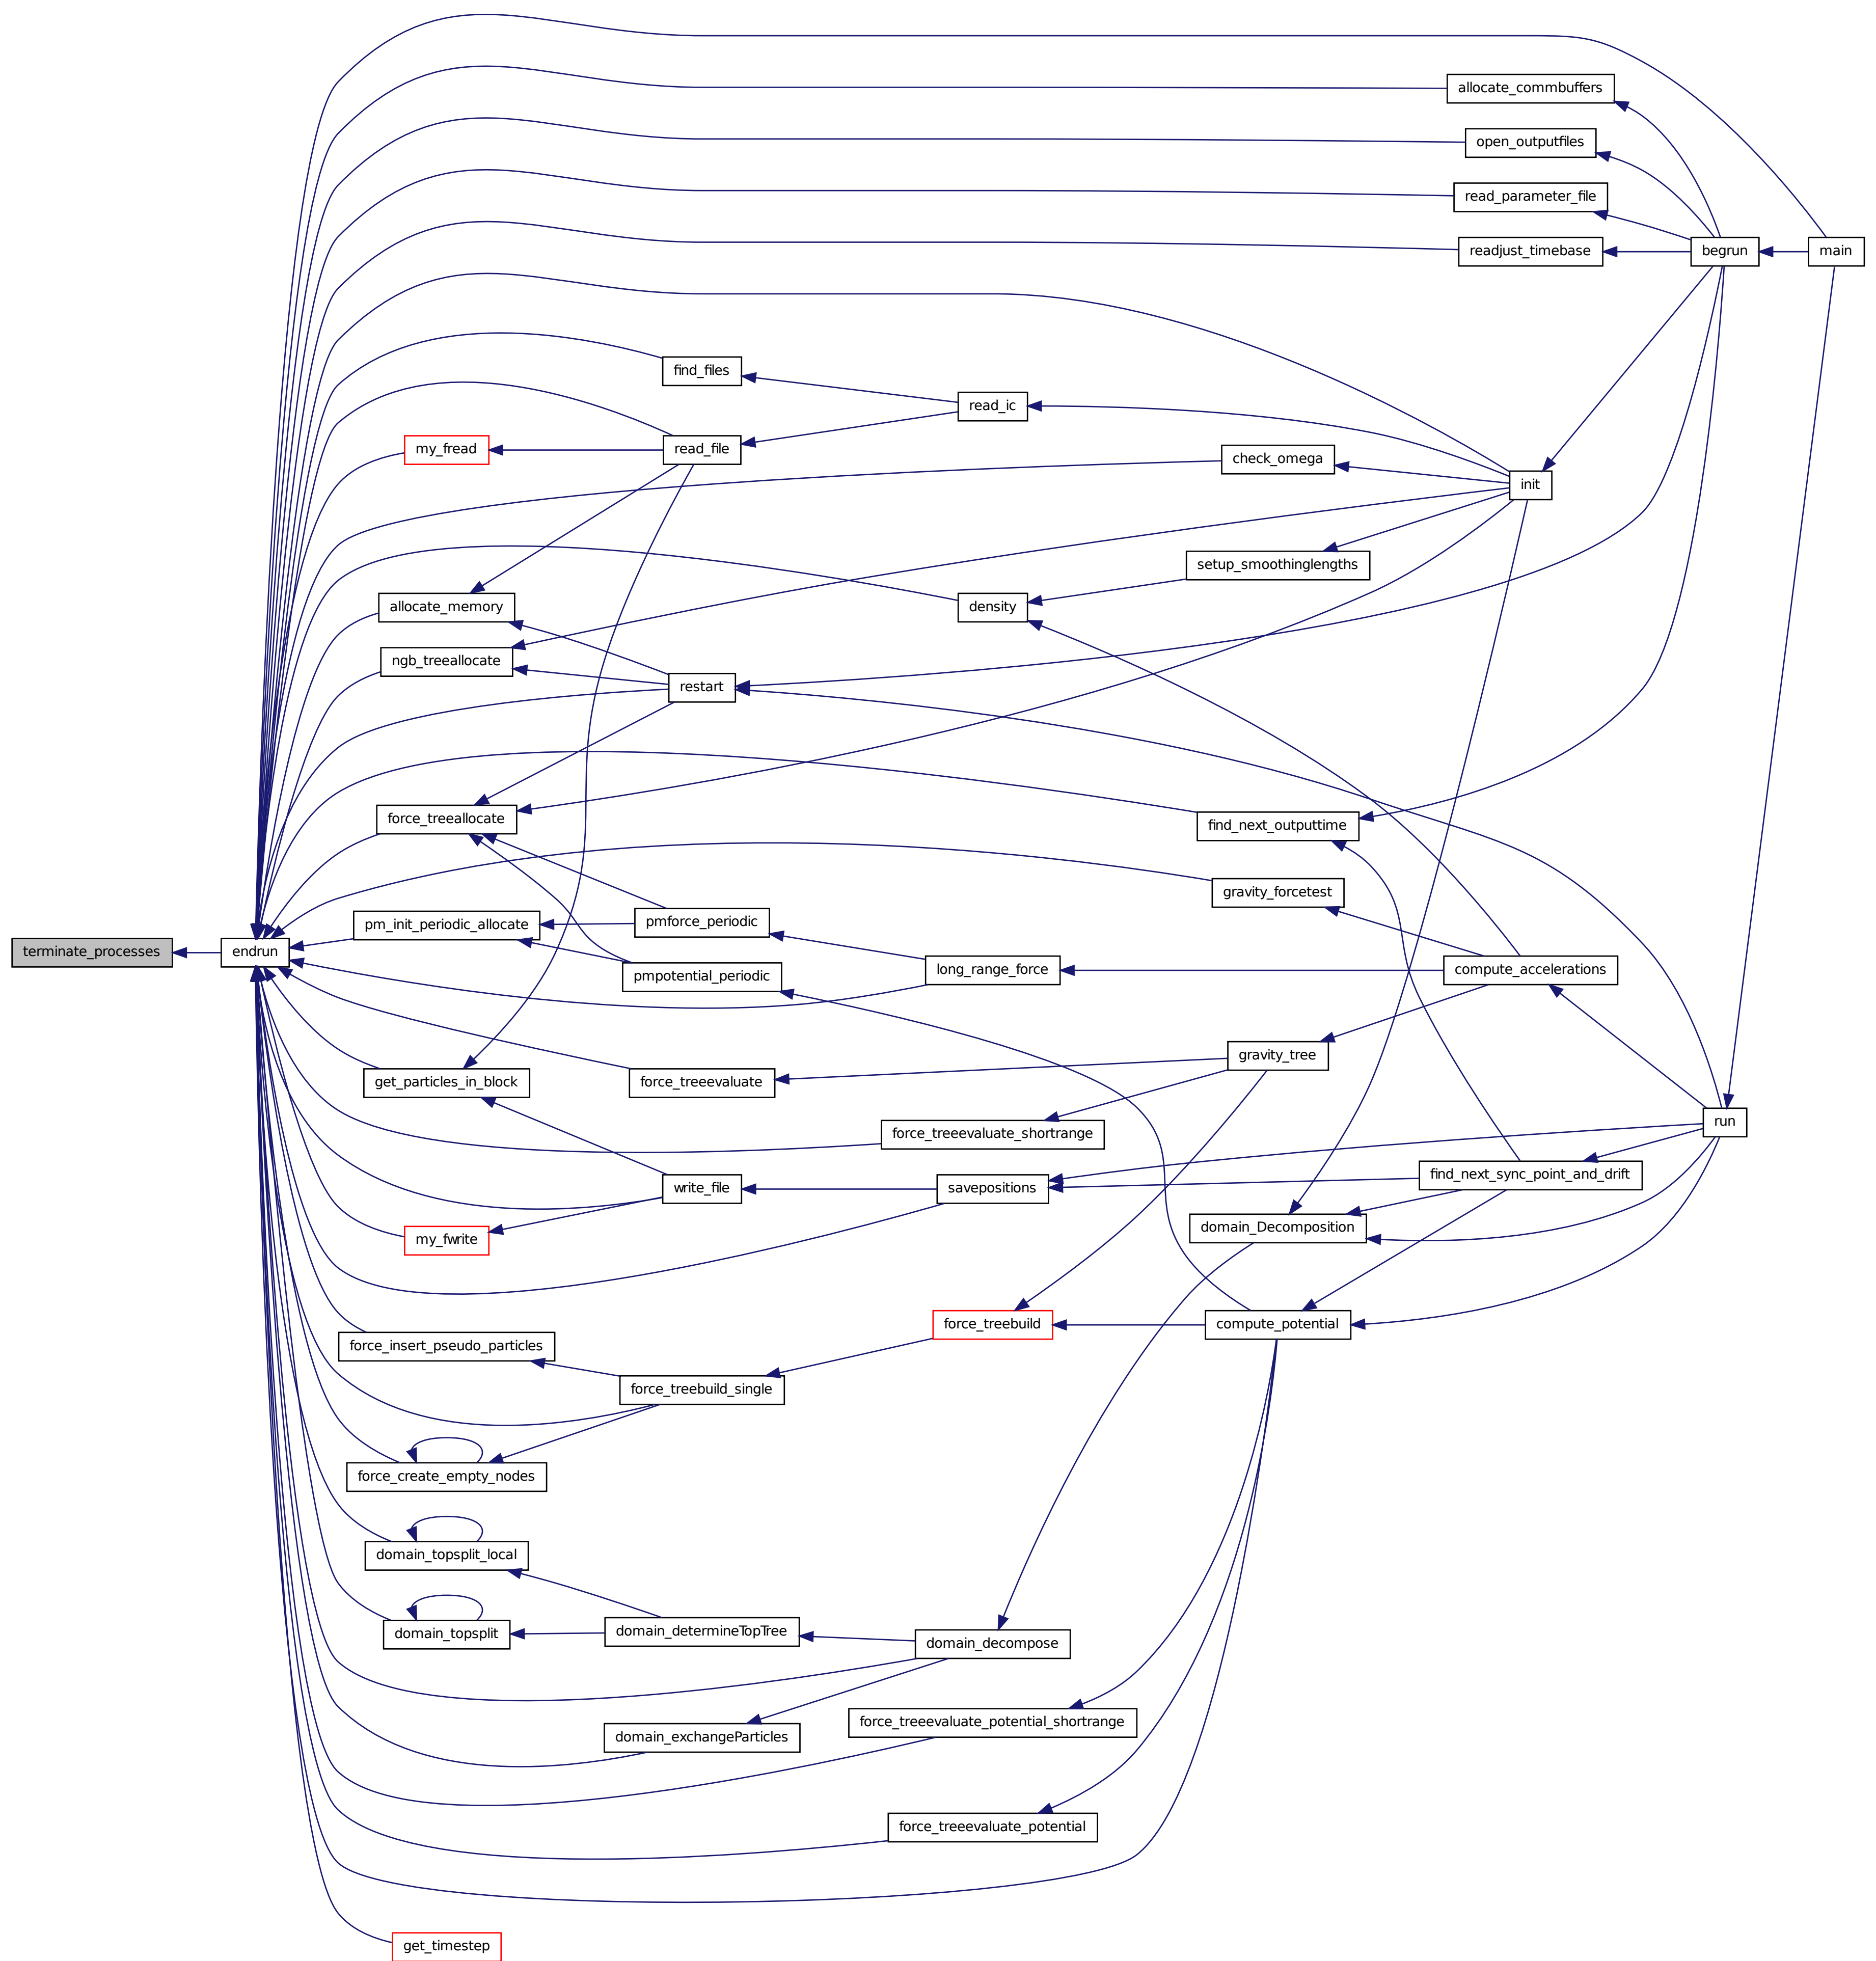 allocate_commbuffers
open_outputfiles
read_parameter_file
readjust_timebase
begrun
main
find_files
read_ic
my_fread
read_file
check_omega
init
setup_smoothinglengths
allocate_memory
density
ngb_treeallocate
restart
force_treeallocate
find_next_outputtime
gravity_forcetest
pm_init_periodic_allocate
pmforce_periodic
terminate_processes
endrun
long_range_force
compute_accelerations
pmpotential_periodic
gravity_tree
get_particles_in_block
force_treeevaluate
run
force_treeevaluate_shortrange
find_next_sync_point_and_drift
write_file
savepositions
domain_Decomposition
my_fwrite
force_treebuild
compute_potential
force_insert_pseudo_particles
force_treebuild_single
force_create_empty_nodes
domain_topsplit_local
domain_topsplit
domain_determineTopTree
domain_decompose
force_treeevaluate_potential_shortrange
domain_exchangeParticles
force_treeevaluate_potential
get_timestep